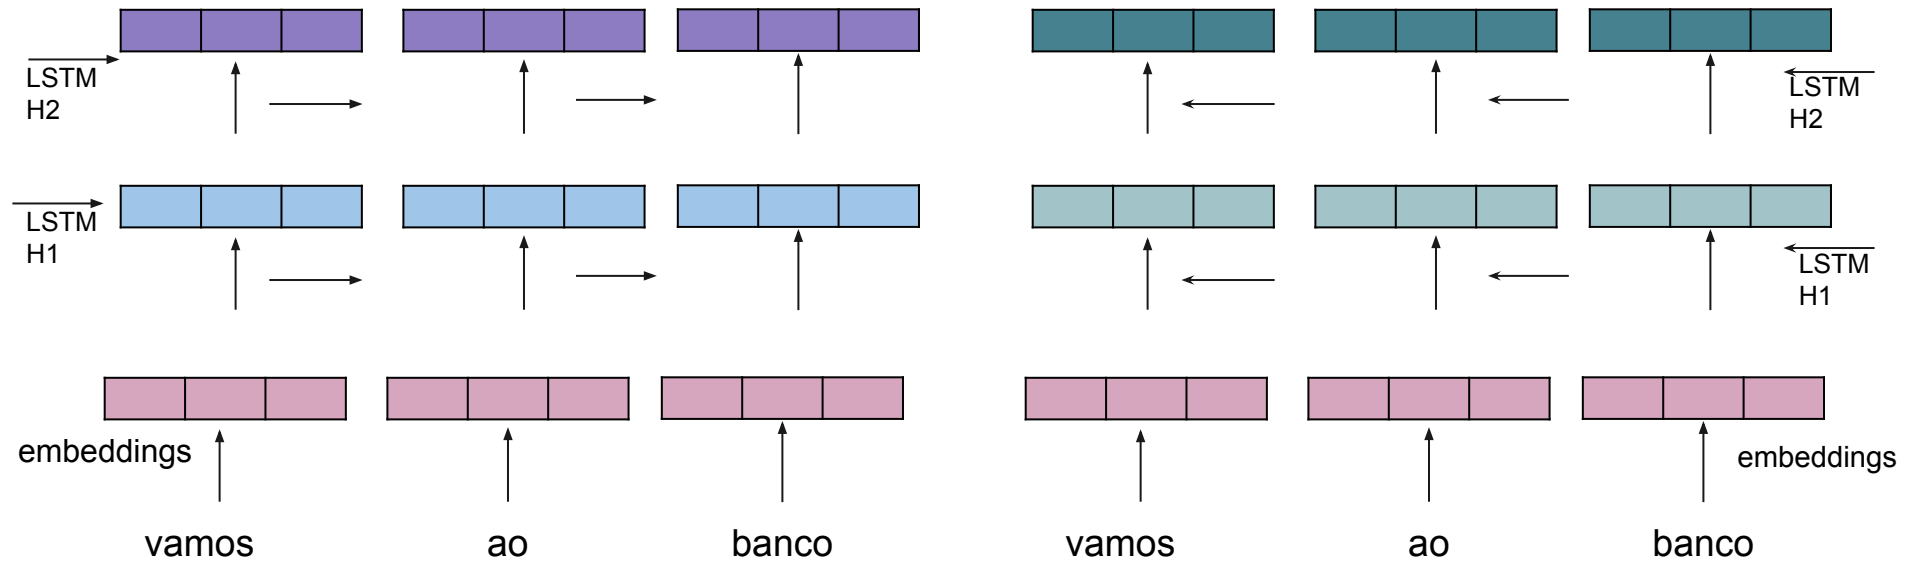 LSTM
H2
LSTM
H1
embeddings
vamos ao banco
LSTM
H2
LSTM
H1
embeddings
vamos ao banco